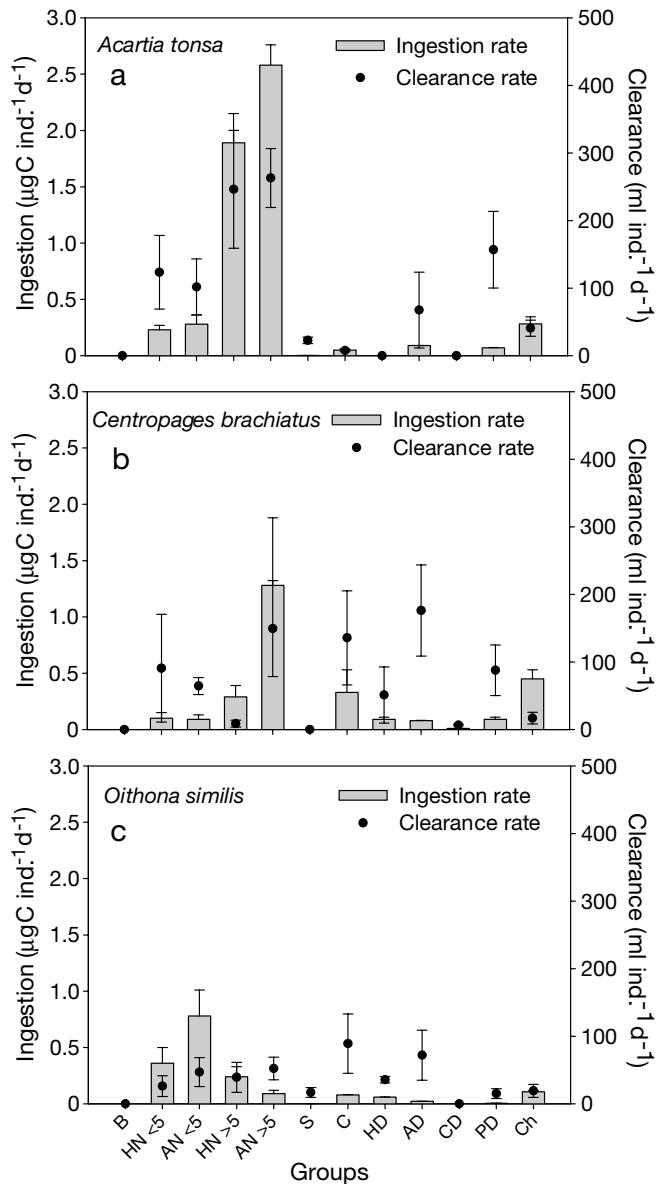 Acartia tonsa
a
Ingestion rate
Clearance rate
Ingestion (µgC ind.-1d-1)
3.0
2.5
2.0
1.5
1.0
0.5
0
500
400
300
200
100
0
Clearance (ml ind.-1d-1)
Centropages brachiatus
b
Ingestion rate
Clearance rate
Ingestion (µgC ind.-1d-1)
3.0
2.5
2.0
1.5
1.0
0.5
0
500
400
300
200
100
0
Clearance (ml ind.-1d-1)
Oithona similis
c
Ingestion rate
Clearance rate
Ingestion (µgC ind.-1d-1)
3.0
2.5
2.0
1.5
1.0
0.5
0
500
400
300
200
100
0
Clearance (ml ind.-1d-1)
B
HN <5
AN <5
HN >5
AN >5
S
C
HD
AD
CD
PD
Ch
Groups